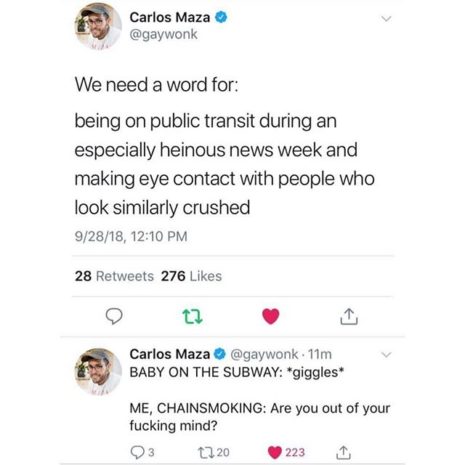 Carlos Maza
@gaywonk
We need a word for:
being on public transit during an
especially heinous news week and
making eye contact with people who
look similarly crushed
9/28/18, 12:10 PM
28 Retweets 276 Likes
Carlos Maza @gaywonk · 11m
BABY ON THE SUBWAY: *giggles*
ME, CHAINSMOKING: Are you out of your
fucking mind?
3 20 223